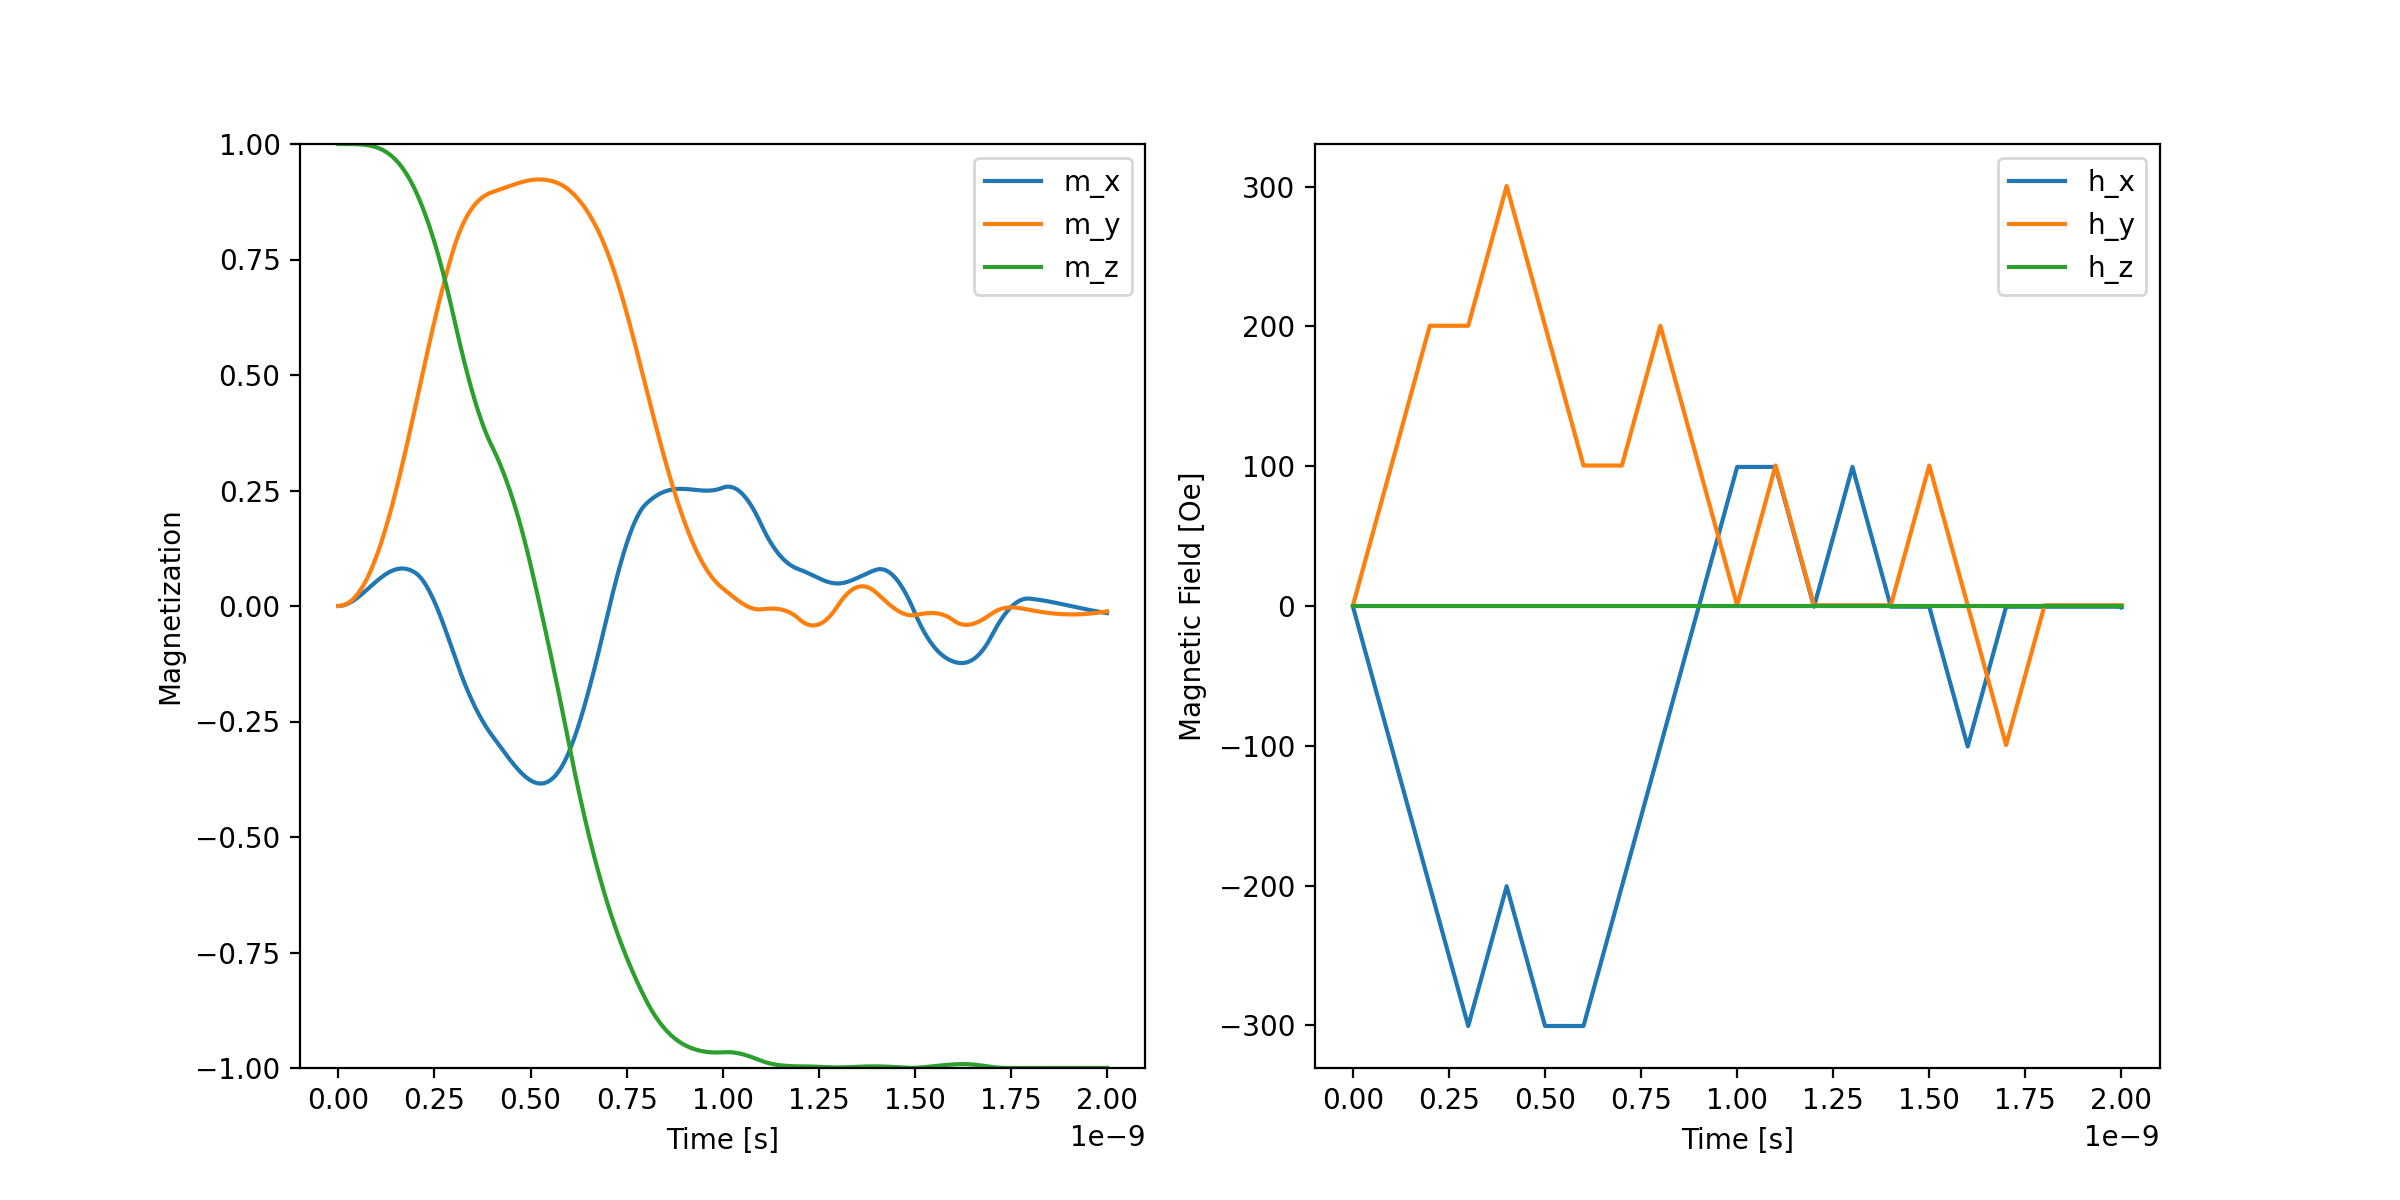 Magnetization
1.00
0.75
0.50
0.25
0.00
−0.25
−0.50
−0.75
−1.00
m_x
m_y
m_z
0.00 0.25 0.50 0.75 1.00 1.25 1.50 1.75 2.00
Time [s]
1e−9
Magnetic Field [Oe]
300
200
100
0
−100
−200
−300
h_x
h_y
h_z
0.00 0.25 0.50 0.75 1.00 1.25 1.50 1.75 2.00
Time [s]
1e−9